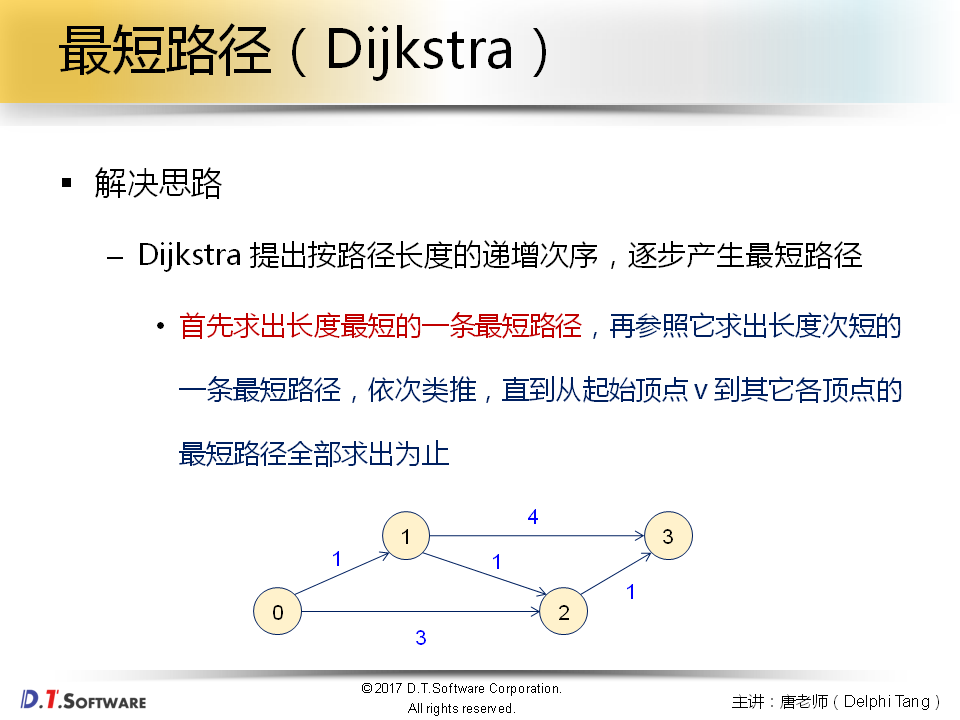 最短路径（Dijkstra）
▪ 解决思路
– Dijkstra 提出按路径长度的递增次序，逐步产生最短路径
• 首先求出长度最短的一条最短路径，再参照它求出长度次短的
一条最短路径，依次类推，直到从起始顶点 v 到其它各顶点的
最短路径全部求出为止
4
1
3
1
1
1
0
2
3
D.T.SOFTWARE
©2017 D.T.Software Corporation.
All rights reserved.
主讲：唐老师（Delphi Tang）